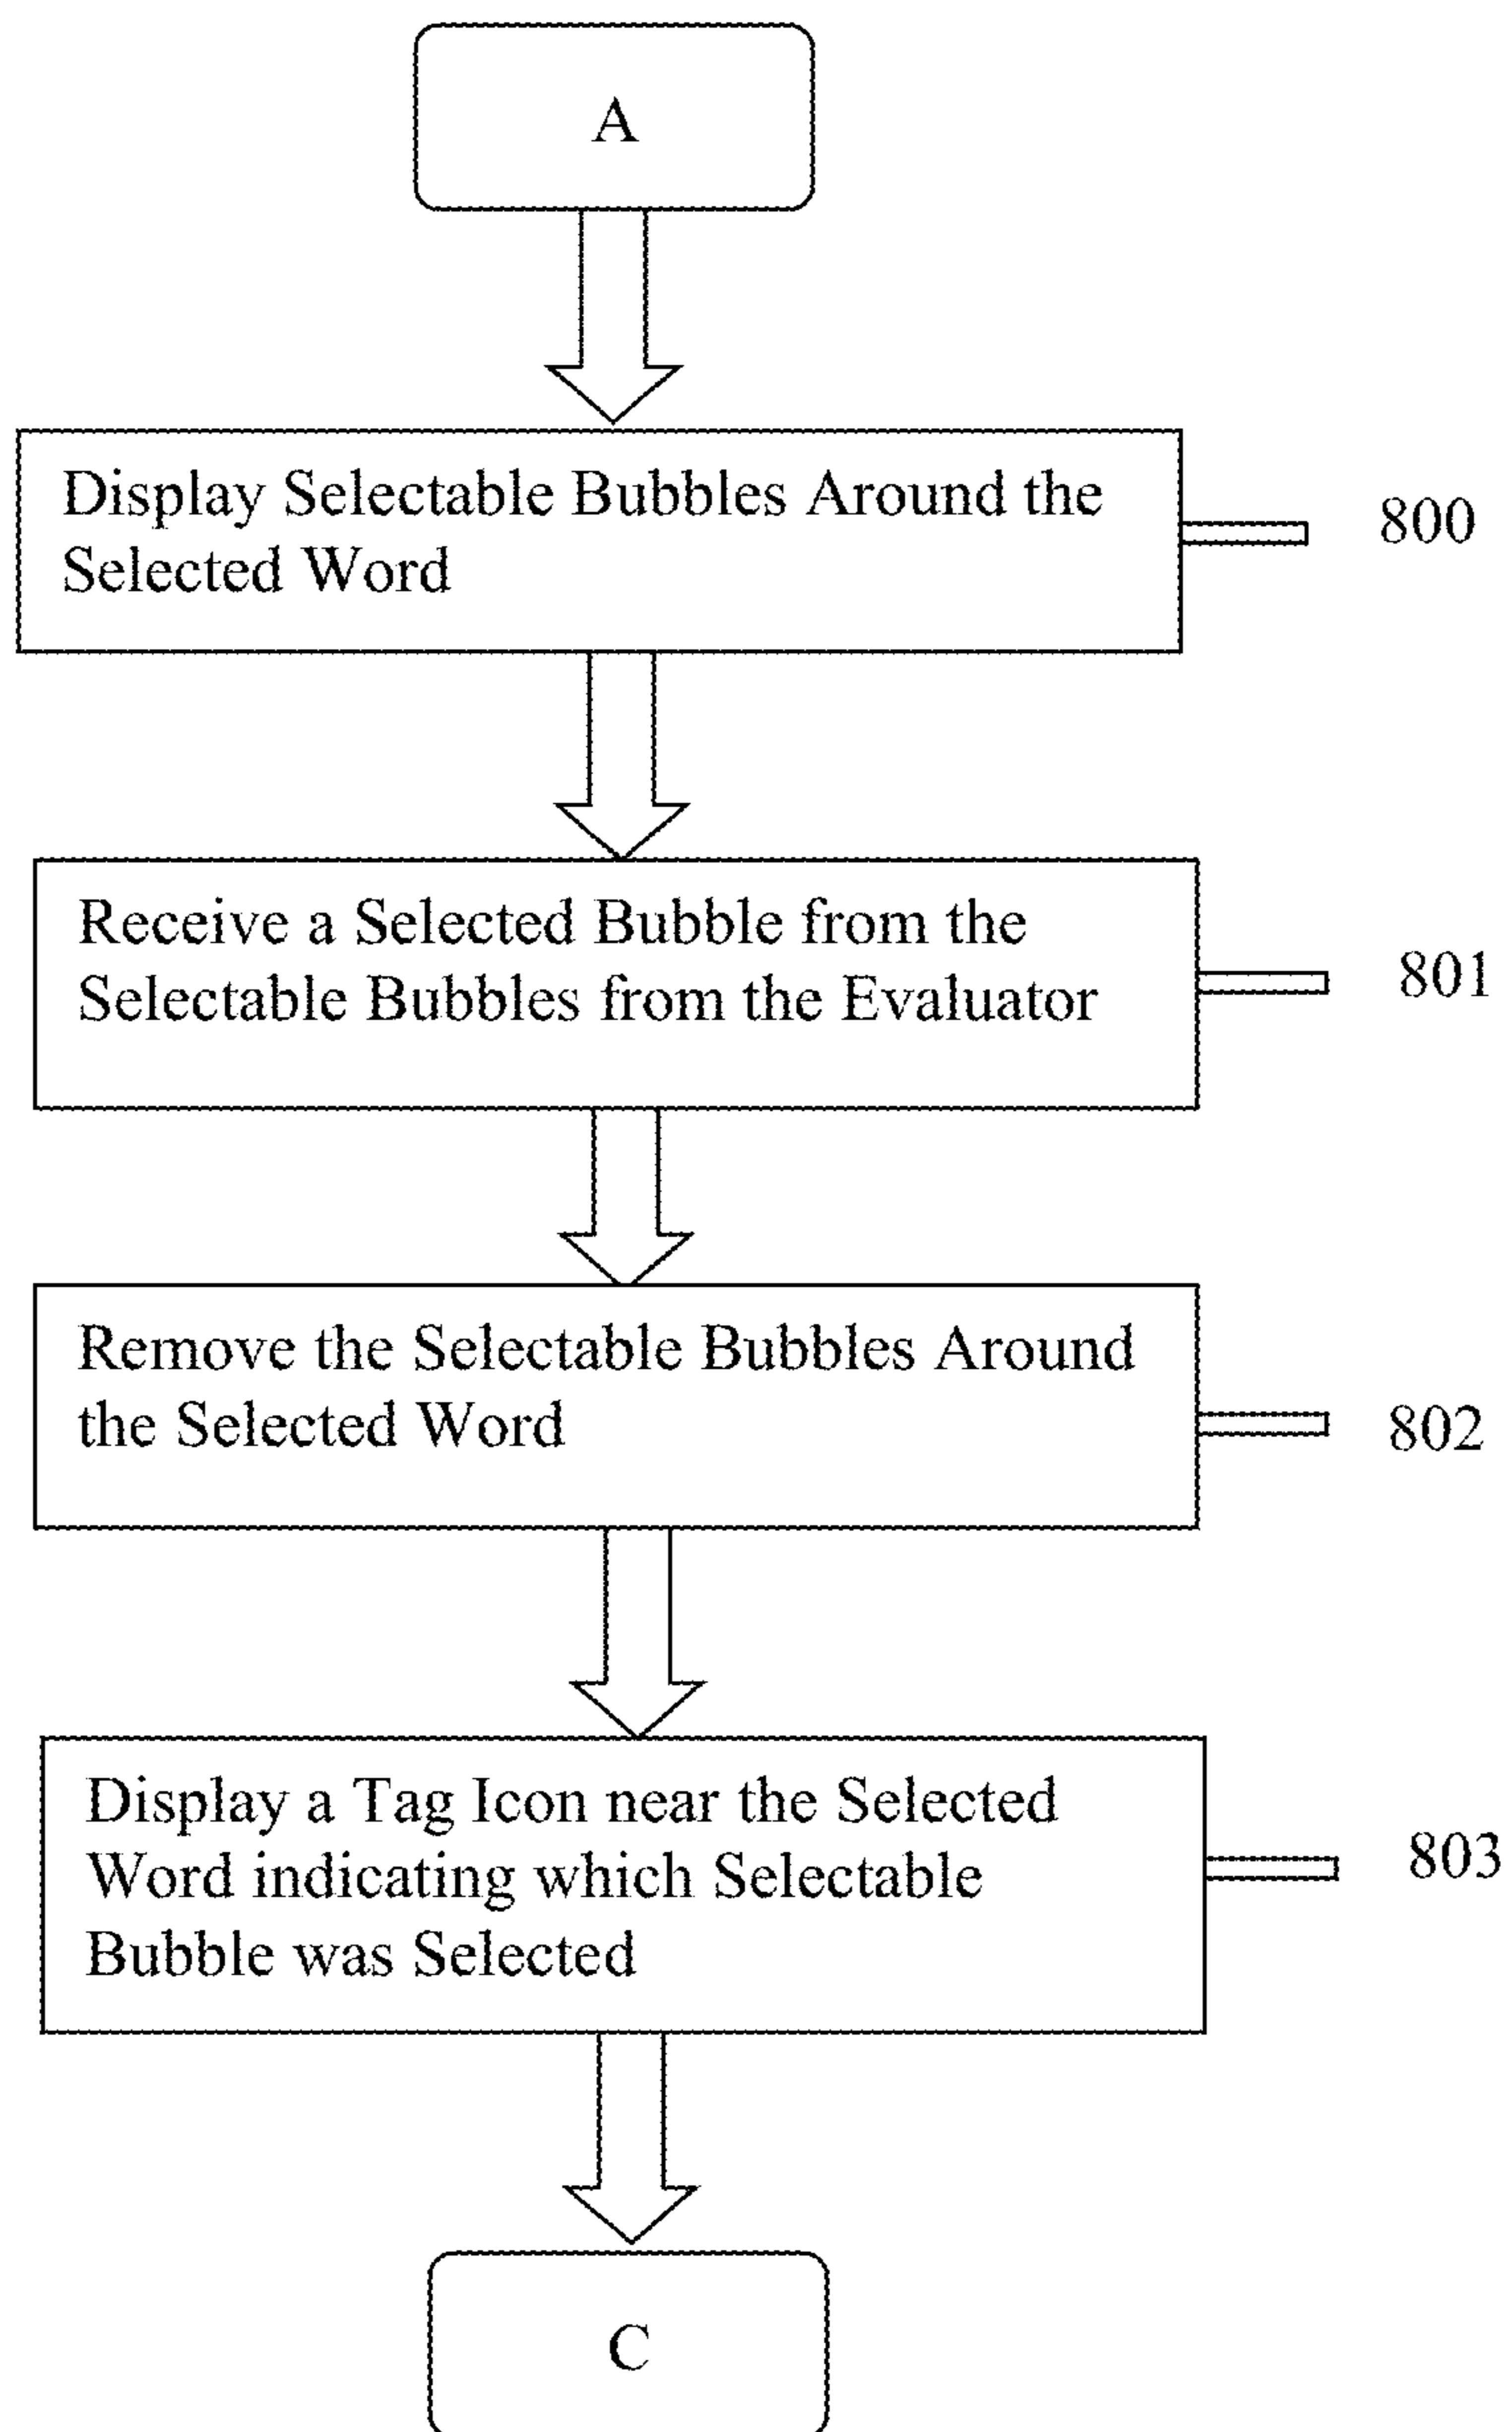 A
Display Selectable Bubbles Around the
Selected Word
800
Receive a Selected Bubble from the
Selectable Bubbles from the Evaluator
801
Remove the Selectable Bubbles Around
the Selected Word
802
Display a Tag Icon near the Selected
Word indicating which Selectable
Bubble was Selected
803
C